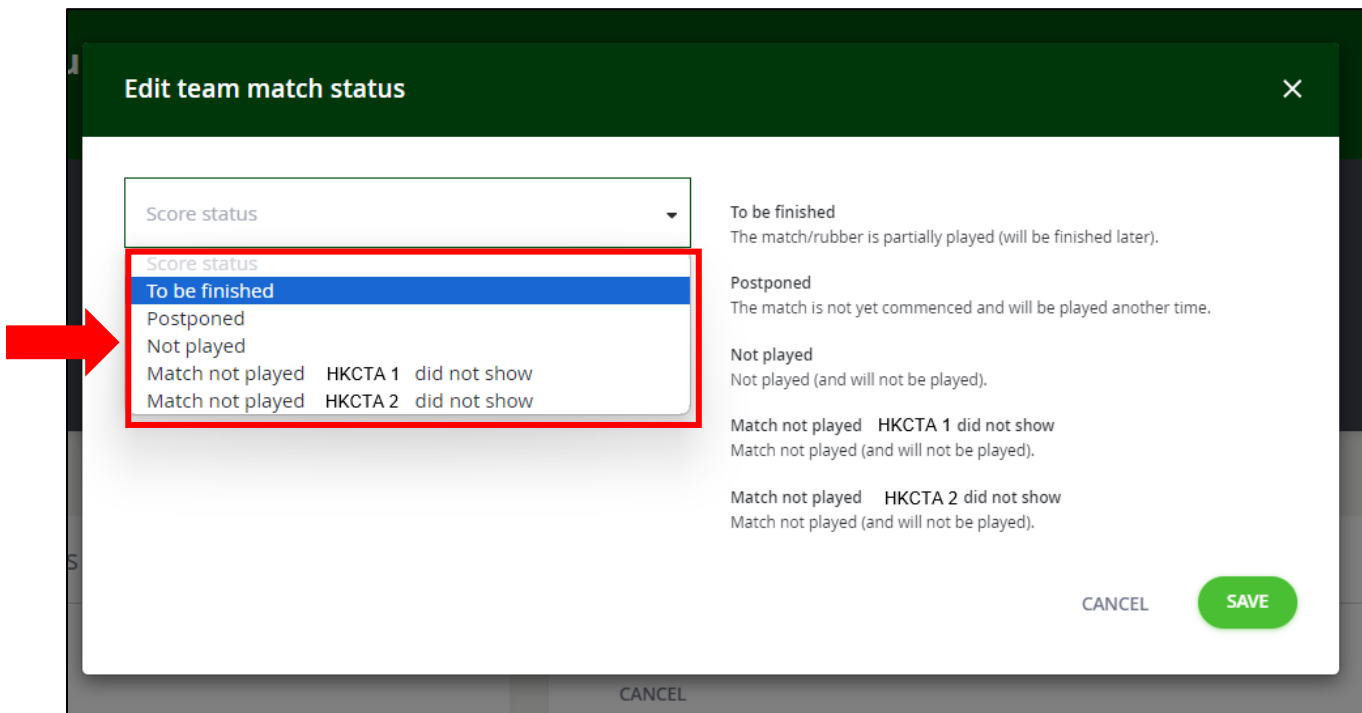 Edit team match status
Score status
Score status
To be finished
Postponed
Not played
Match not played HKCTA 1 did not show
Match not played HKCTA 2 did not show
To be finished
The match/rubber is partially played (will be finished later).
Postponed
The match is not yet commenced and will be played another time.
Not played
Not played (and will not be played).
Match not played HKCTA 1 did not show
Match not played (and will not be played).
Match not played HKCTA 2 did not show
Match not played (and will not be played).
CANCEL
SAVE
CANCEL